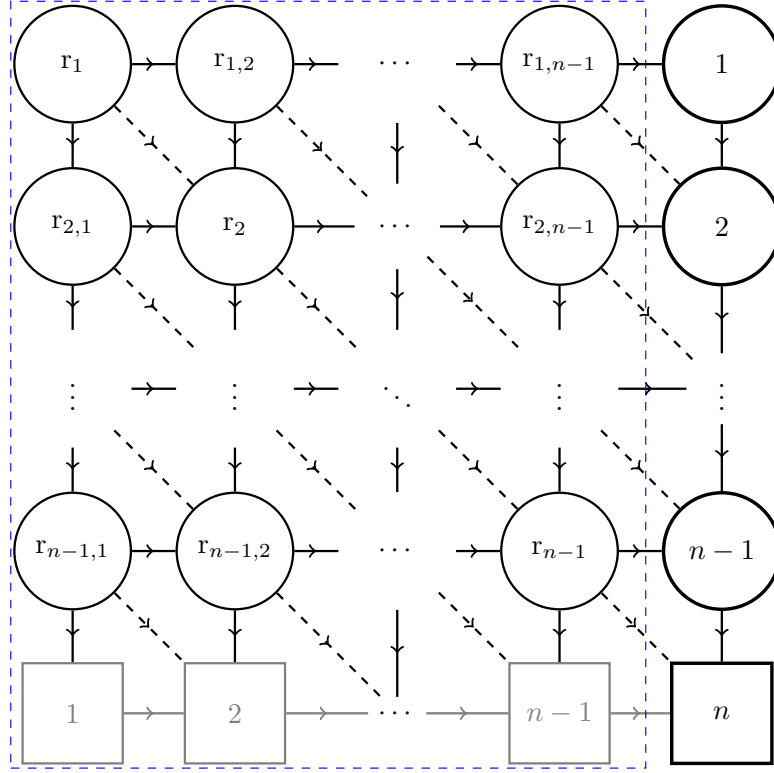 r₁ r₁,₂ ⋯ r₁,ₙ₋₁ 1
r₂,₁ r₂ ⋯ r₂,ₙ₋₁ 2
⋮ ⋮ ⋱ ⋮ ⋮
rₙ₋₁,₁ rₙ₋₁,₂ ⋯ rₙ₋₁ n − 1
1 2 ⋯ n − 1 n